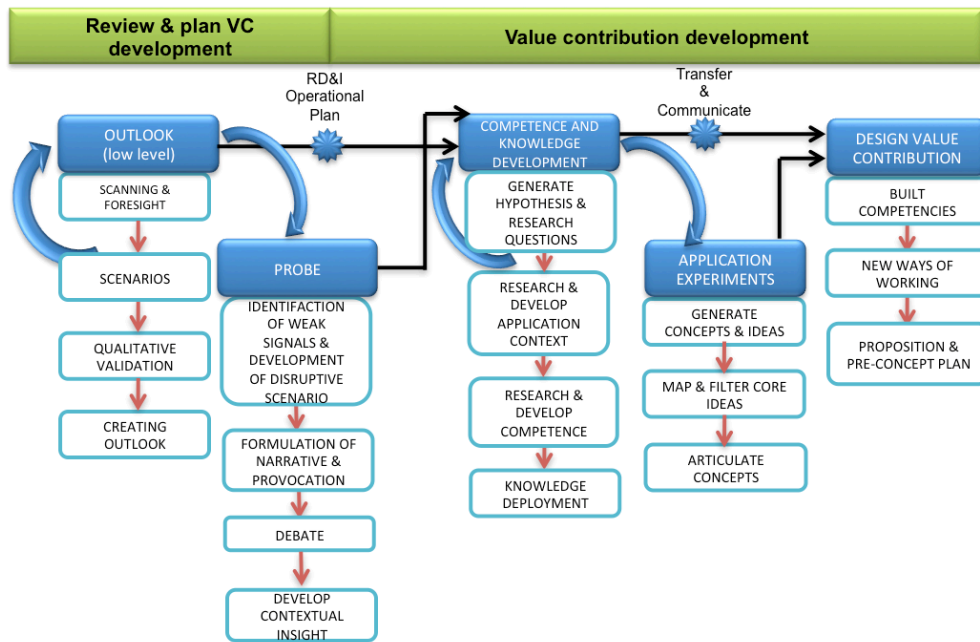 Review & plan VC
development
Value contribution development
RD&I
Operational
Plan
Transfer
&
Communicate
OUTLOOK
(low level)
SCANNING &
FORESIGHT
SCENARIOS
QUALITATIVE
VALIDATION
CREATING
OUTLOOK
PROBE
IDENTIFACTION
OF WEAK
SIGNALS &
DEVELOPMENT
OF DISRUPTIVE
SCENARIO
FORMULATION OF
NARRATIVE &
PROVOCATION
DEBATE
DEVELOP
CONTEXTUAL
INSIGHT
COMPETENCE AND
KNOWLEDGE
DEVELOPMENT
GENERATE
HYPOTHESIS &
RESEARCH
QUESTIONS
RESEARCH &
DEVELOP
APPLICATION
CONTEXT
RESEARCH &
DEVELOP
COMPETENCE
KNOWLEDGE
DEPLOYMENT
APPLICATION
EXPERIMENTS
GENERATE
CONCEPTS & IDEAS
MAP & FILTER CORE
IDEAS
ARTICULATE
CONCEPTS
DESIGN VALUE
CONTRIBUTION
BUILT
COMPETENCIES
NEW WAYS OF
WORKING
PROPOSITION &
PRE-CONCEPT PLAN